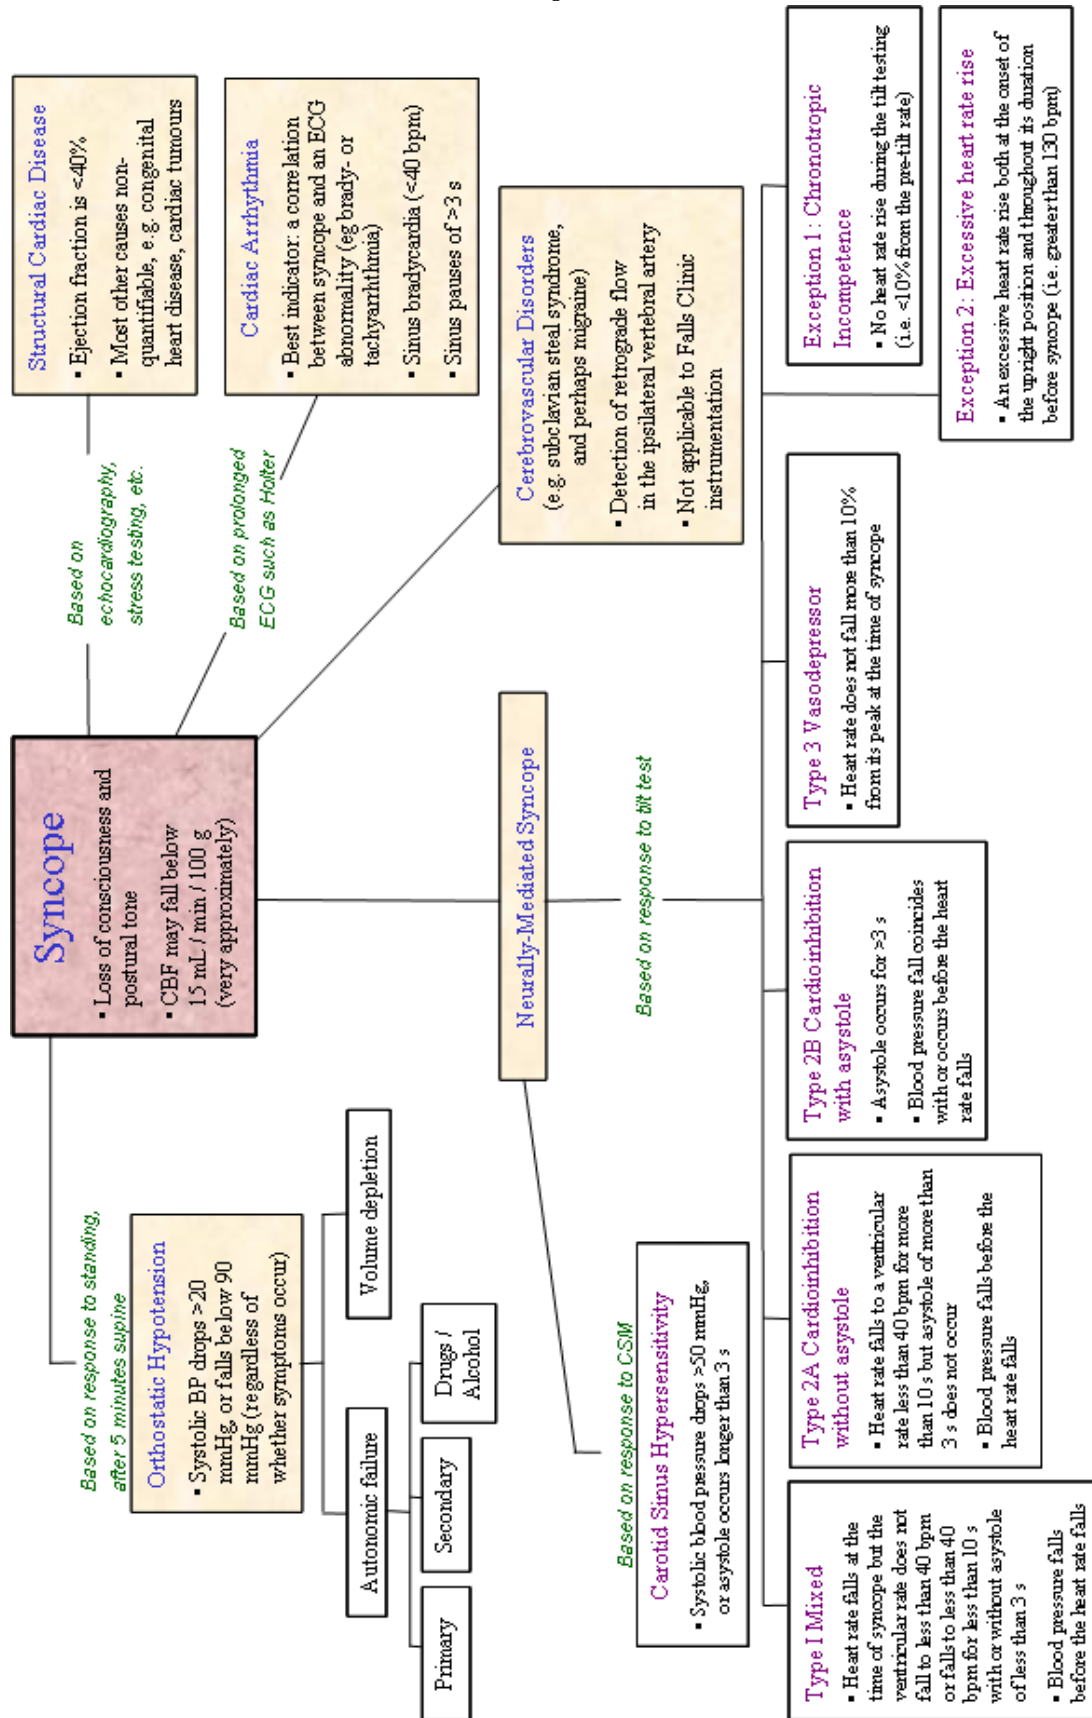 Syncope
▪ Loss of consciousness and
postural tone
▪ CBF may fall below
15 mL / min / 100 g
(very approximately)
Based on response to standing,
after 5 minutes supine
Orthostatic Hypotension
▪ Systolic BP drops >20
mmHg, or falls below 90
mmHg (regardless of
whether symptoms occur)
Autonomic failure
Volume depletion
Primary
Secondary
Drugs /
Alcohol
Based on
echocardiography,
stress testing, etc.
Structural Cardiac Disease
▪ Ejection fraction is <40%
▪ Most other causes non-
quantifiable, e.g. congenital
heart disease, cardiac tumours
Based on prolonged
ECG such as Holter
Cardiac Arrhythmia
▪ Best indicator: a correlation
between syncope and an ECG
abnormality (eg brady- or
tachyarrhthmia)
▪ Sinus bradycardia (<40 bpm)
▪ Sinus pauses of >3 s
Cerebrovascular Disorders
(e.g. subclavian steal syndrome,
and perhaps migraine)
▪ Detection of retrograde flow
in the ipsilateral vertebral artery
▪ Not applicable to Falls Clinic
instrumentation
Neurally-Mediated Syncope
Based on response to CSM
Carotid Sinus Hypersensitivity
▪ Systolic blood pressure drops >50 mmHg,
or asystole occurs longer than 3 s
Based on response to tilt test
Type I Mixed
▪ Heart rate falls at the
time of syncope but the
ventricular rate does not
fall to less than 40 bpm
or falls to less than 40
bpm for less than 10 s
with or without asystole
of less than 3 s
▪ Blood pressure falls
before the heart rate falls
Type 2A Cardioinhibition
without asystole
▪ Heart rate falls to a ventricular
rate less than 40 bpm for more
than 10 s but asystole of more than
3 s does not occur
▪ Blood pressure falls before the
heart rate falls
Type 2B Cardioinhibition
with asystole
▪ Asystole occurs for >3 s
▪ Blood pressure fall coincides
with or occurs before the heart
rate falls
Type 3 Vasodepressor
▪ Heart rate does not fall more than 10%
from its peak at the time of syncope
Exception 1: Chronotropic
Incompetence
▪ No heart rate rise during the tilt testing
(i.e. <10% from the pre-tilt rate)
Exception 2: Excessive heart rate rise
▪ An excessive heart rate rise both at the onset of
the upright position and throughout its duration
before syncope (i.e. greater than 130 bpm)